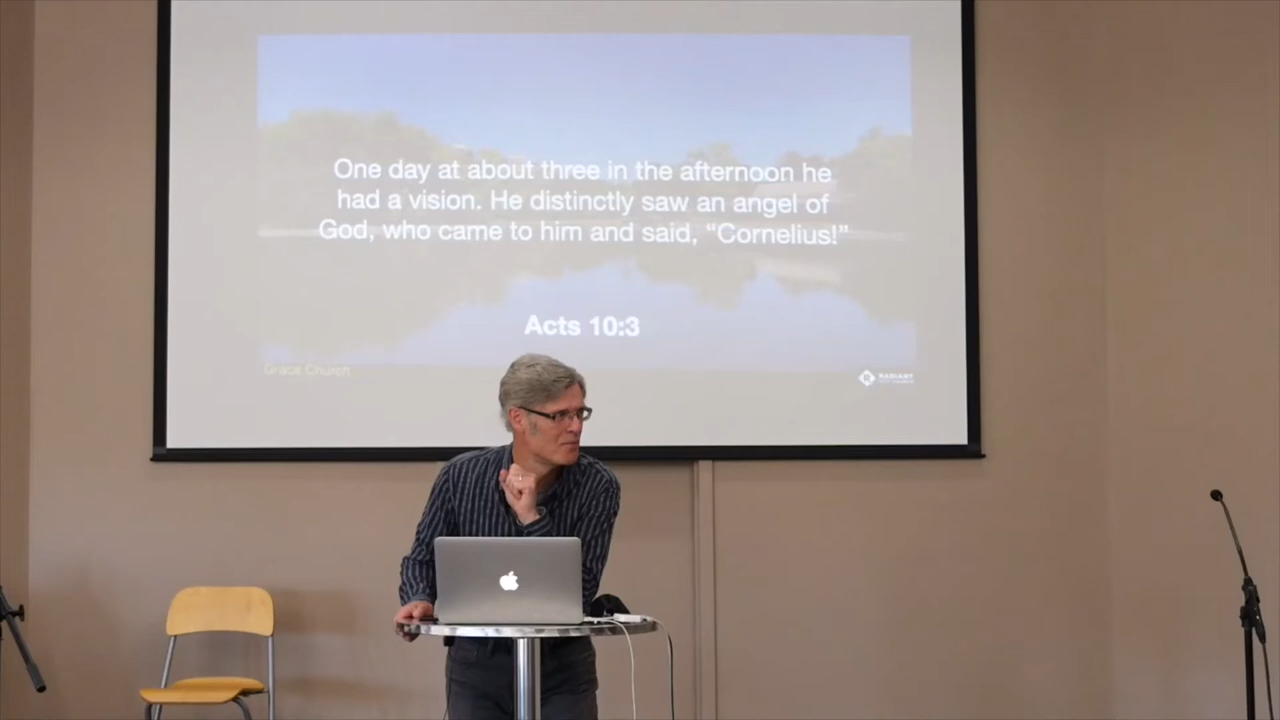 One day at about three in the afternoon he
had a vision. He distinctly saw an angel of
God, who came to him and said, “Cornelius!”
Acts 10:3
Grace Church
RADIANT